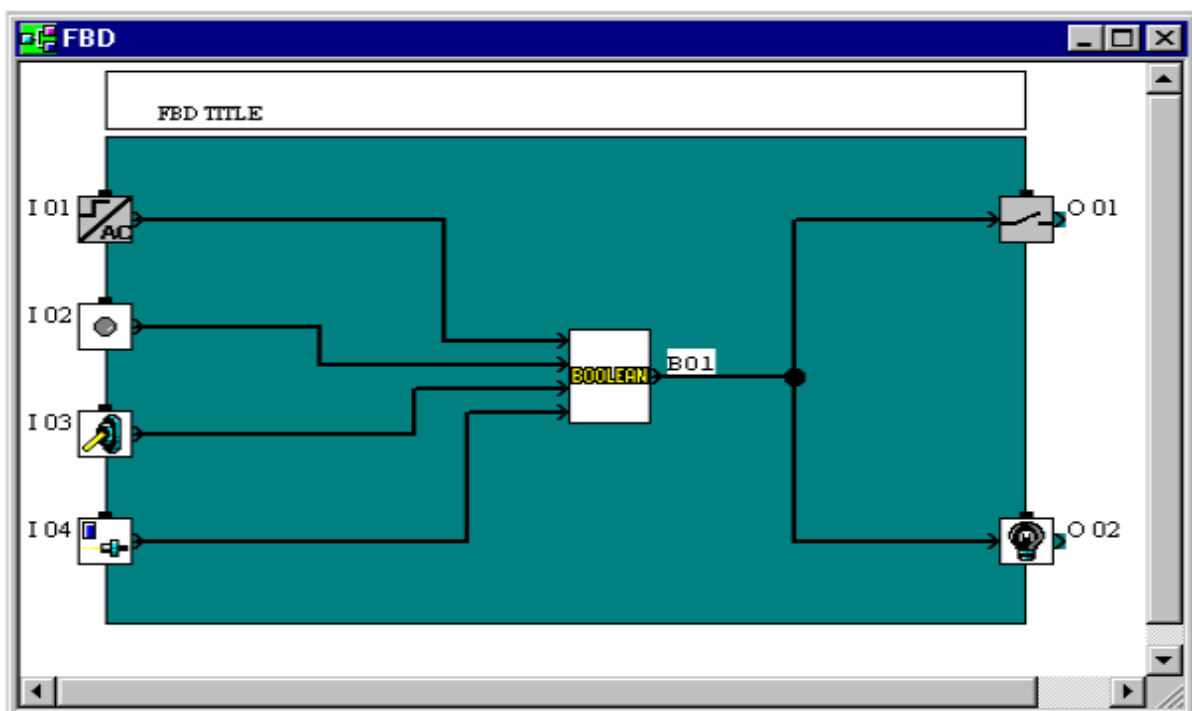 FBD
FBD TITLE
I 01
AC
O 01
I 02
B01
BOOLEAN
I 03
I 04
O 02